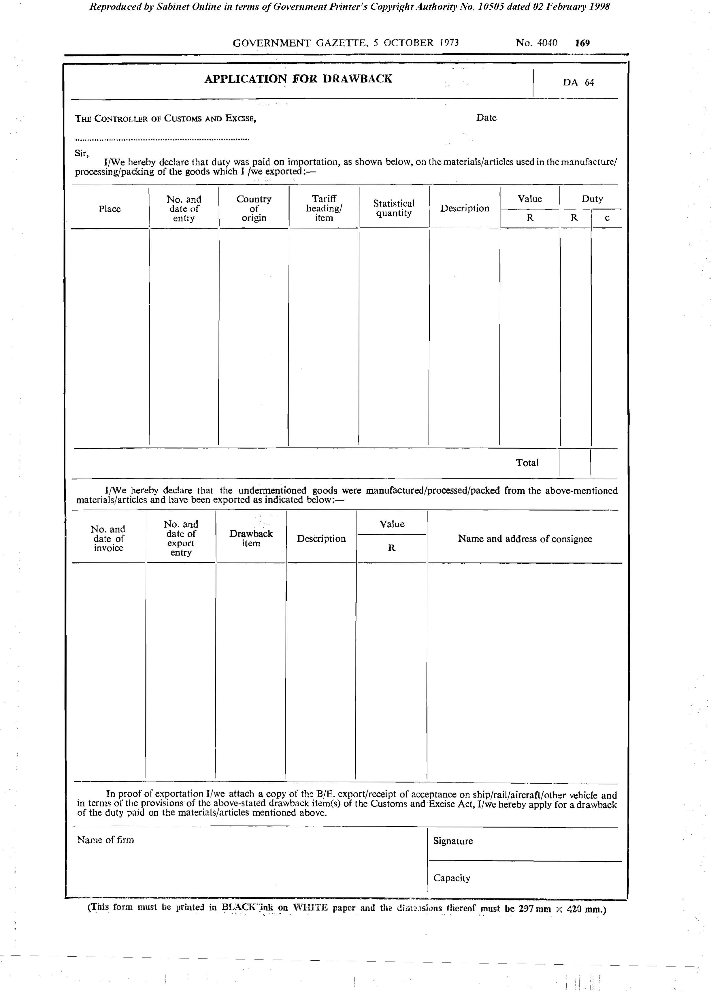 Reproduced by Sabinet Online in terms of Government Printer's Copyright Authority No. 10505 dated 02 February 1998
GOVERNMENT GAZETTE, 5 OCTOBER 1973 No. 4040 169
APPLICATION FOR DRAWBACK
DA 64
THE CONTROLLER OF CUSTOMS AND EXCISE,
Date
Sir,
I/We hereby declare that duty was paid on importation, as shown below, on the materials/articles used in the manufacture/
processing/packing of the goods which I /we exported:—
Place
No. and
date of
entry
Country
of
origin
Tariff
heading/
item
Statistical
quantity
Description
Value
R
Duty
R c
Total
I/We hereby declare that the undermentioned goods were manufactured/processed/packed from the above-mentioned
materials/articles and have been exported as indicated below:—
No. and
date of
invoice
No. and
date of
export
entry
Drawback
item
Description
Value
R
Name and address of consignee
In proof of exportation I/we attach a copy of the B/E. export/receipt of acceptance on ship/rail/aircraft/other vehicle and
in terms of the provisions of the above-stated drawback item(s) of the Customs and Excise Act, I/we hereby apply for a drawback
of the duty paid on the materials/articles mentioned above.
Name of firm
Signature
Capacity
(This form must be printed in BLACK ink on WHITE paper and the dimensions thereof must be 297 mm × 420 mm.)